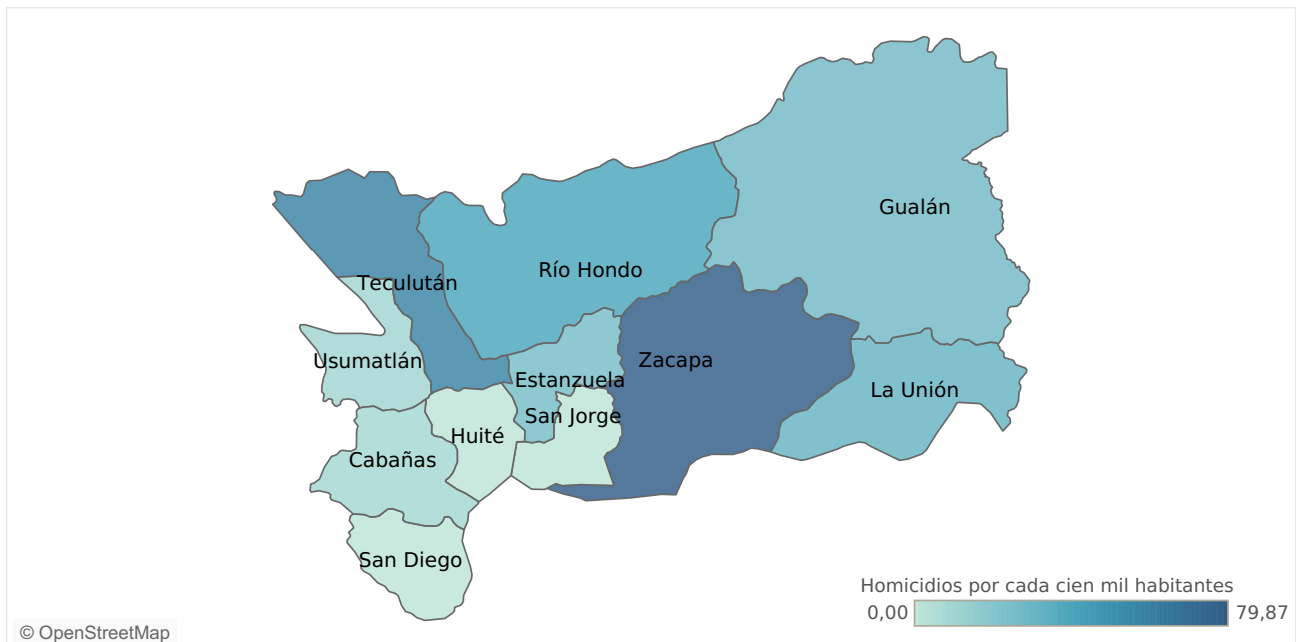 Gualán
Río Hondo
Teculután
Zacapa
Usumatlán
Estanzuela
La Unión
San Jorge
Huité
Cabañas
San Diego
Homicidios por cada cien mil habitantes
0,00 79,87
© OpenStreetMap